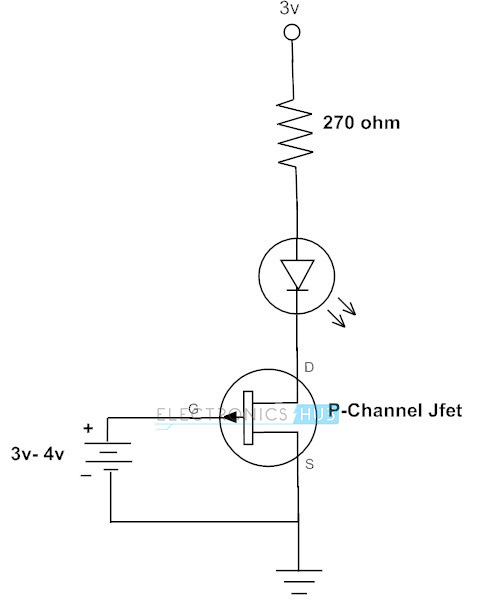 3v
270 ohm
D
G
ELECTRONICS HUB
P-Channel Jfet
+
3v- 4v
−
S